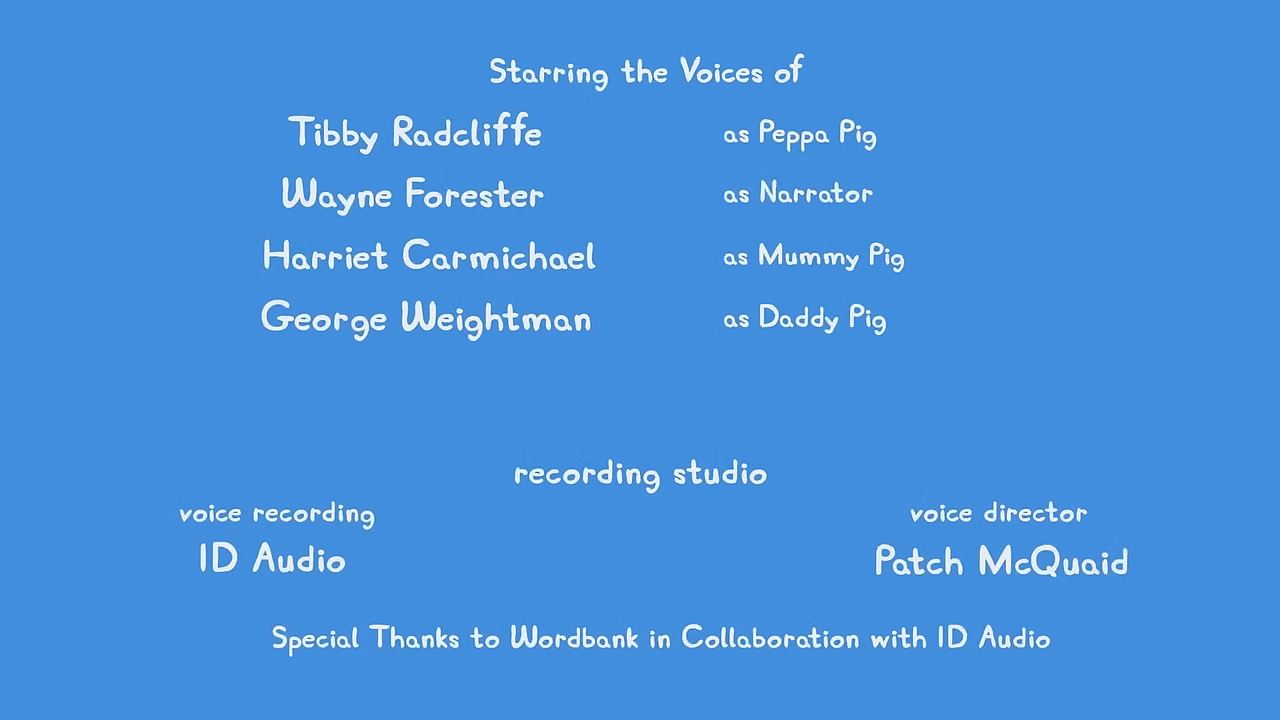 Starring the Voices of
Tibby Radcliffe as Peppa Pig
Wayne Forester as Narrator
Harriet Carmichael as Mummy Pig
George Weightman as Daddy Pig
recording studio
voice recording voice director
ID Audio Patch McQuaid
Special Thanks to Wordbank in Collaboration with ID Audio